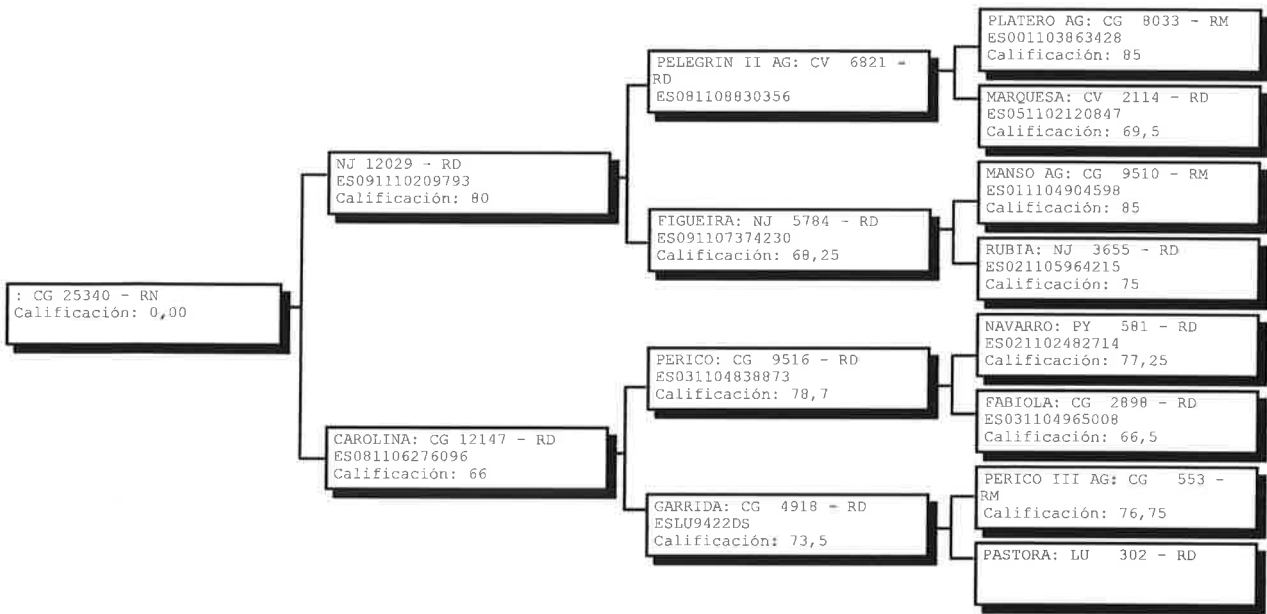 : CG 25340 - RN
Calificación: 0,00
NJ 12029 - RD
ES091110209793
Calificación: 80
CAROLINA: CG 12147 - RD
ES081106276096
Calificación: 66
PELEGRIN II AG: CV 6821 -
RD
ES081108830356
FIGUEIRA: NJ 5784 - RD
ES091107374230
Calificación: 68,25
PERICO: CG 9516 - RD
ES031104838873
Calificación: 78,7
GARRIDA: CG 4918 - RD
ESLU9422DS
Calificación: 73,5
PLATERO AG: CG 8033 - RM
ES001103863428
Calificación: 85
MARQUESA: CV 2114 - RD
ES051102120847
Calificación: 69,5
MANSO AG: CG 9510 - RM
ES011104904598
Calificación: 85
RUBIA: NJ 3655 - RD
ES021105964215
Calificación: 75
NAVARRO: PY 581 - RD
ES021102482714
Calificación: 77,25
FABIOLA: CG 2898 - RD
ES031104965008
Calificación: 66,5
PERICO III AG: CG 553 -
RM
Calificación: 76,75
PASTORA: LU 302 - RD